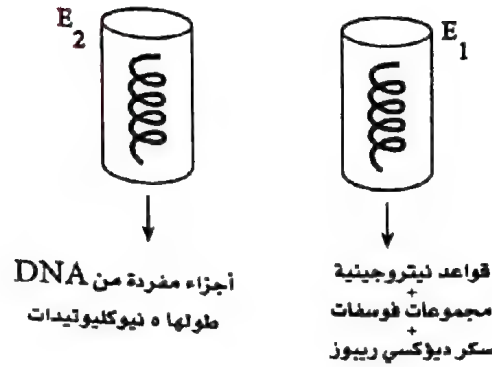 E1
E2
قواعد نيتروجينية
+
مجموعات فوسفات
+
سكر ديؤكسي ريبوز
أجزاء مفردة من DNA
طولها ٥ نيوكليوتيدات